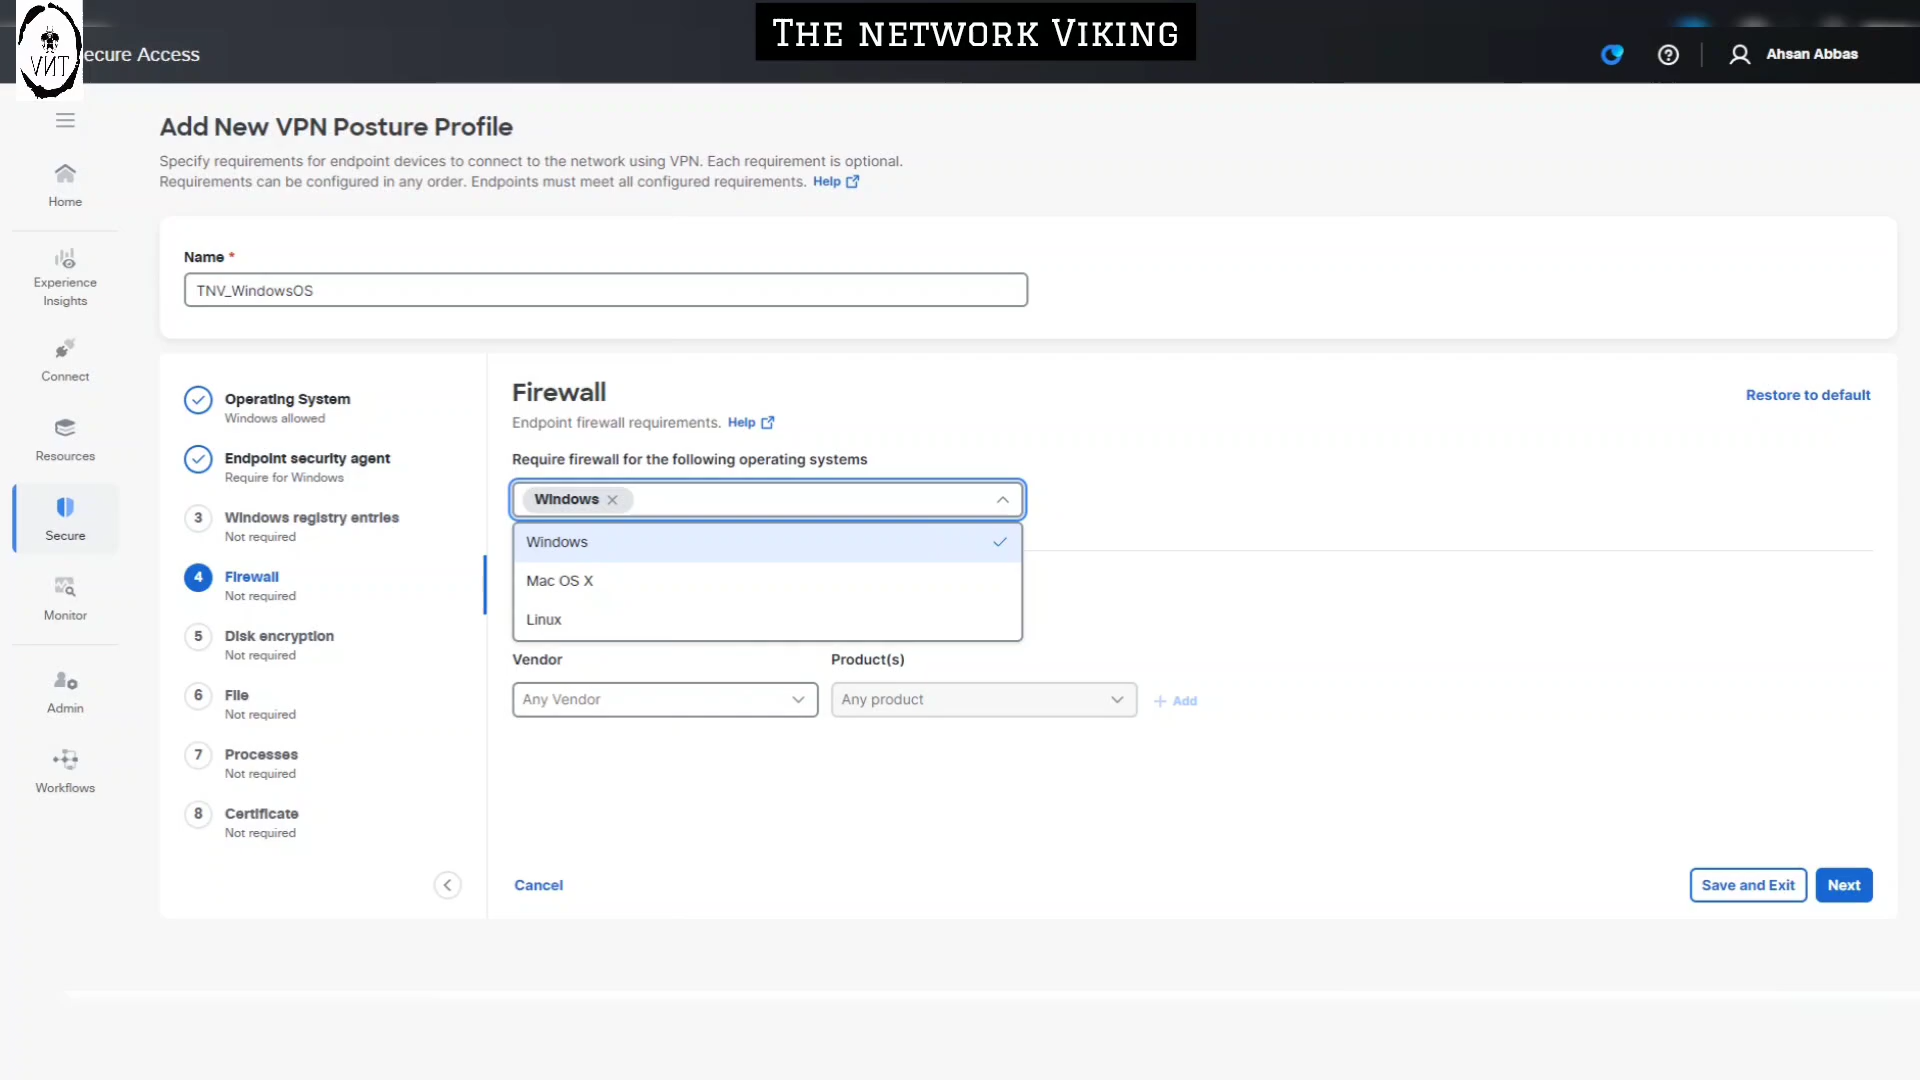 THE NETWORK VIKING
VNT
ecure Access
Ahsan Abbas
Add New VPN Posture Profile
Specify requirements for endpoint devices to connect to the network using VPN. Each requirement is optional.
Requirements can be configured in any order. Endpoints must meet all configured requirements. Help
Home
Experience
Insights
Connect
Resources
Secure
Monitor
Admin
Workflows
Name *
TNV_WindowsOS
Operating System
Windows allowed
Endpoint security agent
Require for Windows
3 Windows registry entries
Not required
4 Firewall
Not required
5 Disk encryption
Not required
6 File
Not required
7 Processes
Not required
8 Certificate
Not required
Firewall
Restore to default
Endpoint firewall requirements. Help
Require firewall for the following operating systems
Windows
Windows
Mac OS X
Linux
Vendor Product(s)
Any Vendor Any product + Add
Cancel Save and Exit Next